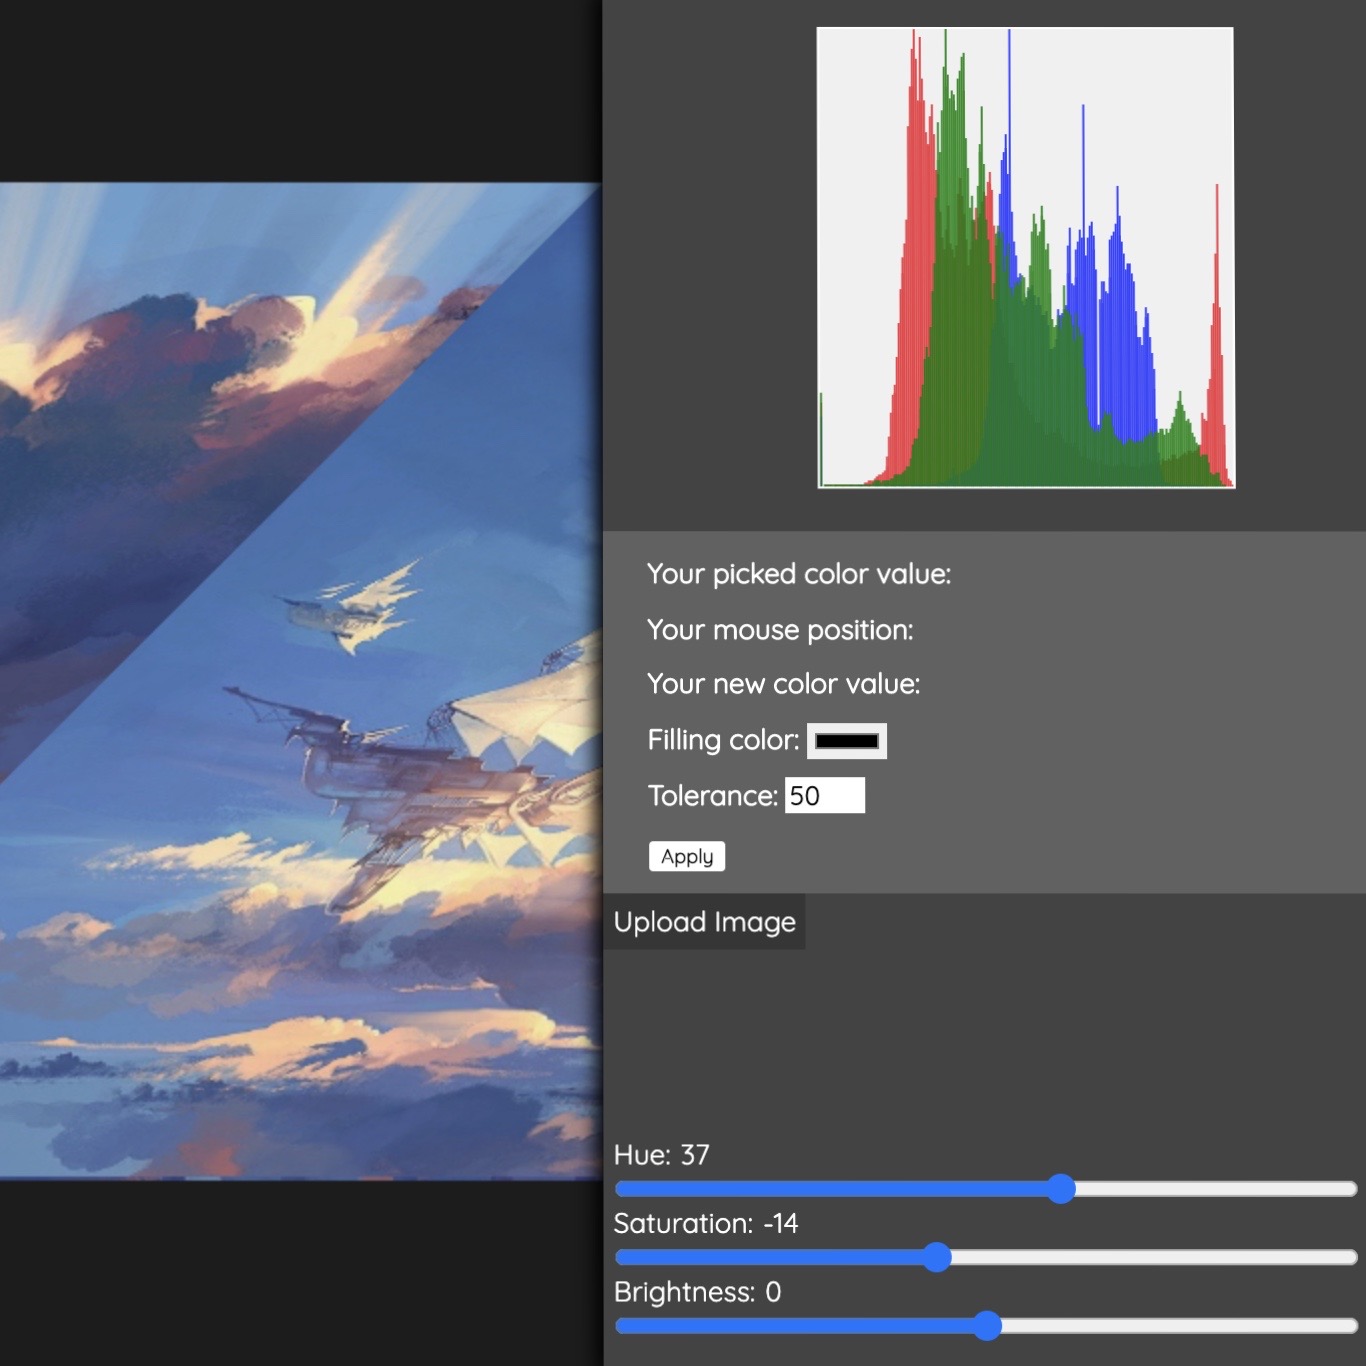 Your picked color value:
Your mouse position:
Your new color value:
Filling color:
Tolerance: 50
Apply
Upload Image
Hue: 37
Saturation: -14
Brightness: 0